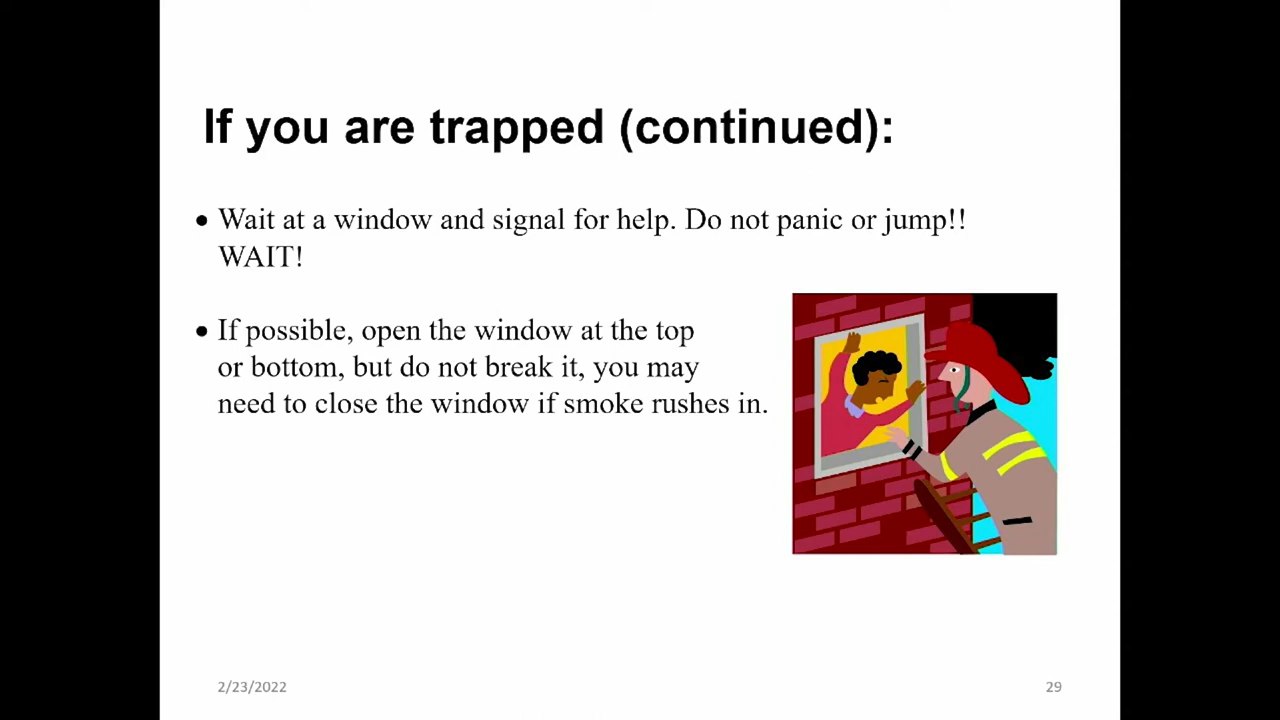 If you are trapped (continued):
• Wait at a window and signal for help. Do not panic or jump!!
WAIT!
• If possible, open the window at the top
or bottom, but do not break it, you may
need to close the window if smoke rushes in.
2/23/2022
29